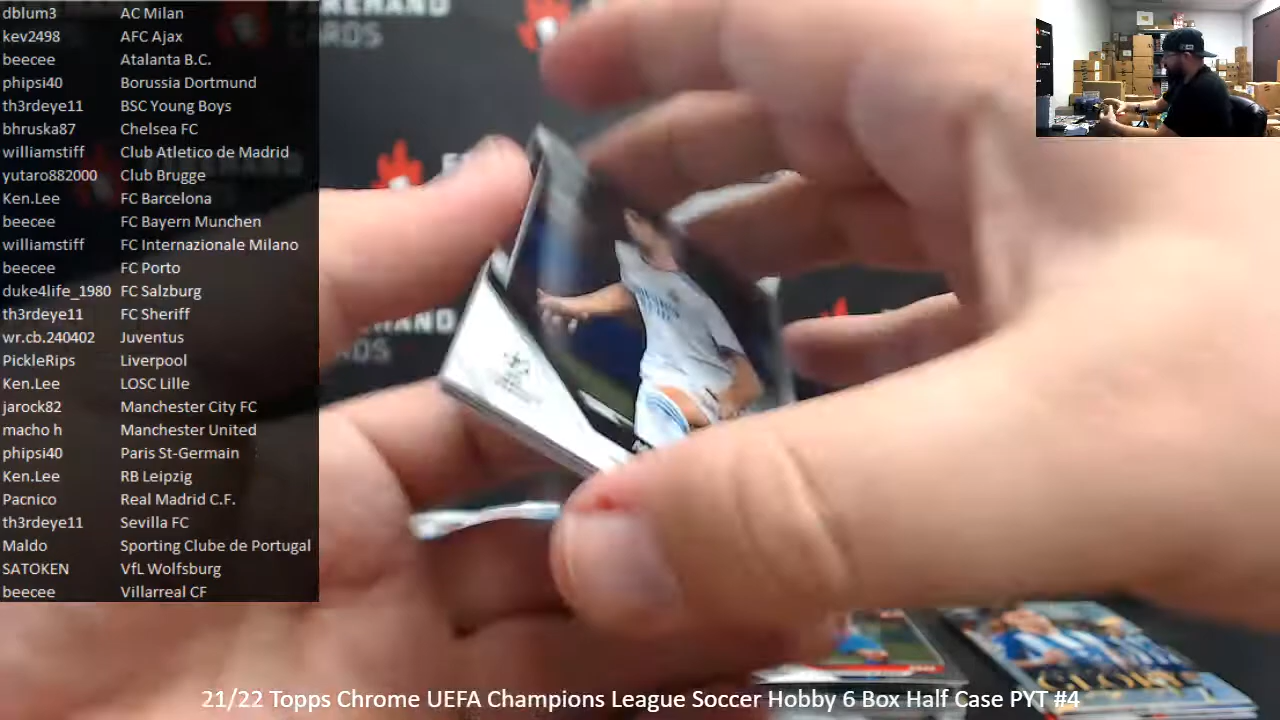 dblum3 AC Milan
kev2498 AFC Ajax
beecee Atalanta B.C.
phipsi40 Borussia Dortmund
th3rdeye11 BSC Young Boys
bhruska87 Chelsea FC
williamstiff Club Atletico de Madrid
yutaro882000 Club Brugge
Ken.Lee FC Barcelona
beecee FC Bayern Munchen
williamstiff FC Internazionale Milano
beecee FC Porto
duke4life_1980 FC Salzburg
th3rdeye11 FC Sheriff
wr.cb.240402 Juventus
PickleRips Liverpool
Ken.Lee LOSC Lille
jarock82 Manchester City FC
macho h Manchester United
phipsi40 Paris St-Germain
Ken.Lee RB Leipzig
Pacnico Real Madrid C.F.
th3rdeye11 Sevilla FC
Maldo Sporting Clube de Portugal
SATOKEN VfL Wolfsburg
beecee Villarreal CF
CARDS
21/22 Topps Chrome UEFA Champions League Soccer Hobby 6 Box Half Case PYT #4